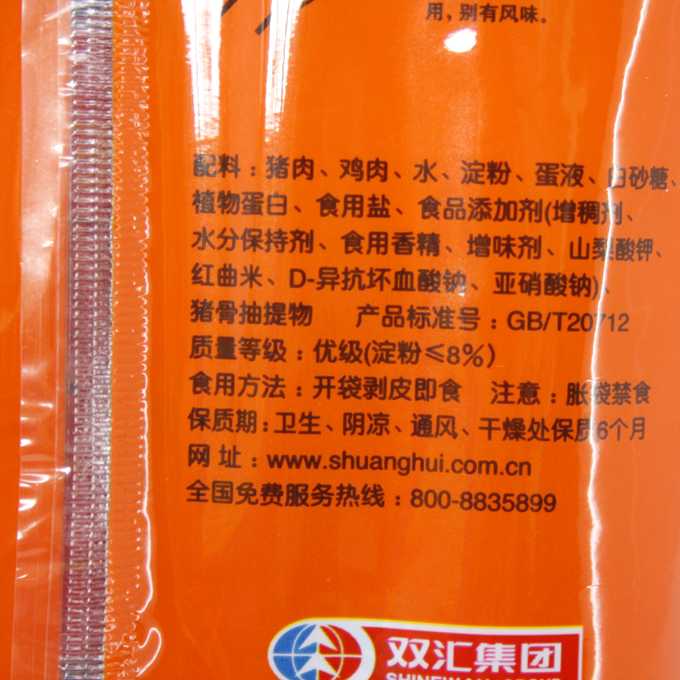 用，别有风味。
配料：猪肉、鸡肉、水、淀粉、蛋液、白砂糖、
植物蛋白、食用盐、食品添加剂(增稠剂、
水分保持剂、食用香精、增味剂、山梨酸钾、
红曲米、D-异抗坏血酸钠、亚硝酸钠)、
猪骨抽提物 产品标准号：GB/T20712
质量等级：优级(淀粉≤8%)
食用方法：开袋剥皮即食 注意：胀袋禁食
保质期：卫生、阴凉、通风、干燥处保质6个月
网址：www.shuanghui.com.cn
全国免费服务热线：800-8835899
双汇集团